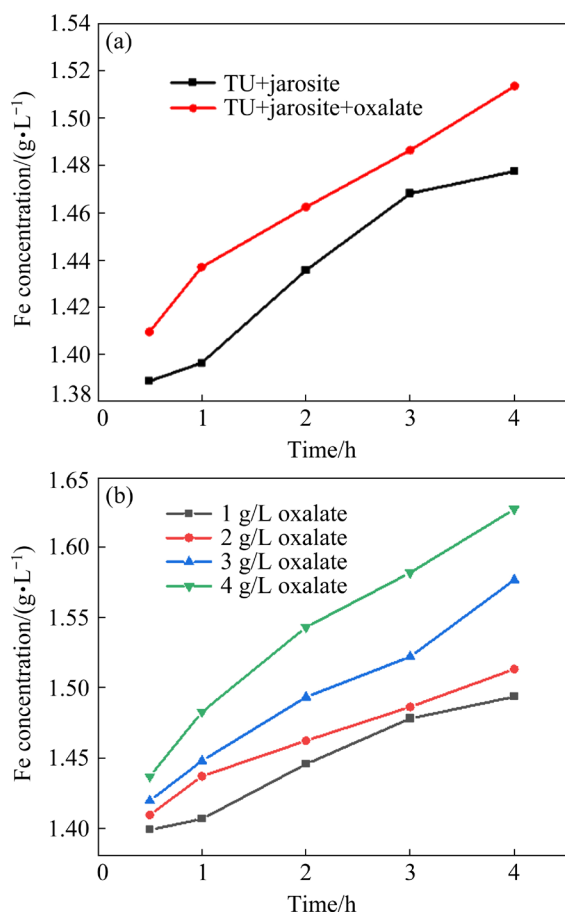 (a)
TU+jarosite
TU+jarosite+oxalate
Fe concentration/(g•L⁻¹)
1.54
1.52
1.50
1.48
1.46
1.44
1.42
1.40
1.38
0 1 2 3 4
Time/h
(b)
1 g/L oxalate
2 g/L oxalate
3 g/L oxalate
4 g/L oxalate
Fe concentration/(g•L⁻¹)
1.65
1.60
1.55
1.50
1.45
1.40
0 1 2 3 4
Time/h